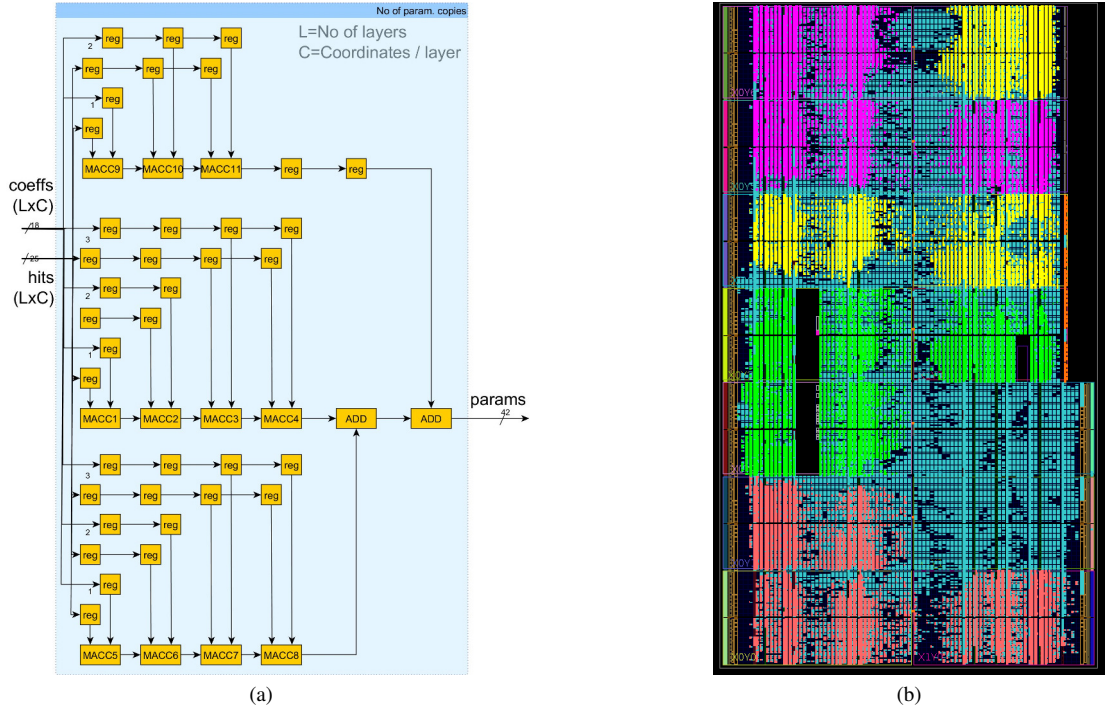 No of param. copies
L=No of layers
C=Coordinates / layer
2 reg reg reg
reg reg reg
1 reg
reg
MACC9 MACC10 MACC11 reg reg
coeffs
(LxC)
18
3 reg reg reg reg
25
reg reg reg reg
hits
(LxC)
2 reg reg
reg reg
1 reg
reg
params
42
MACC1 MACC2 MACC3 MACC4 ADD ADD
3 reg reg reg reg
reg reg reg reg
2 reg reg
reg reg
1 reg
reg
MACC5 MACC6 MACC7 MACC8
(a)
X0Y6
X0Y0
(b)